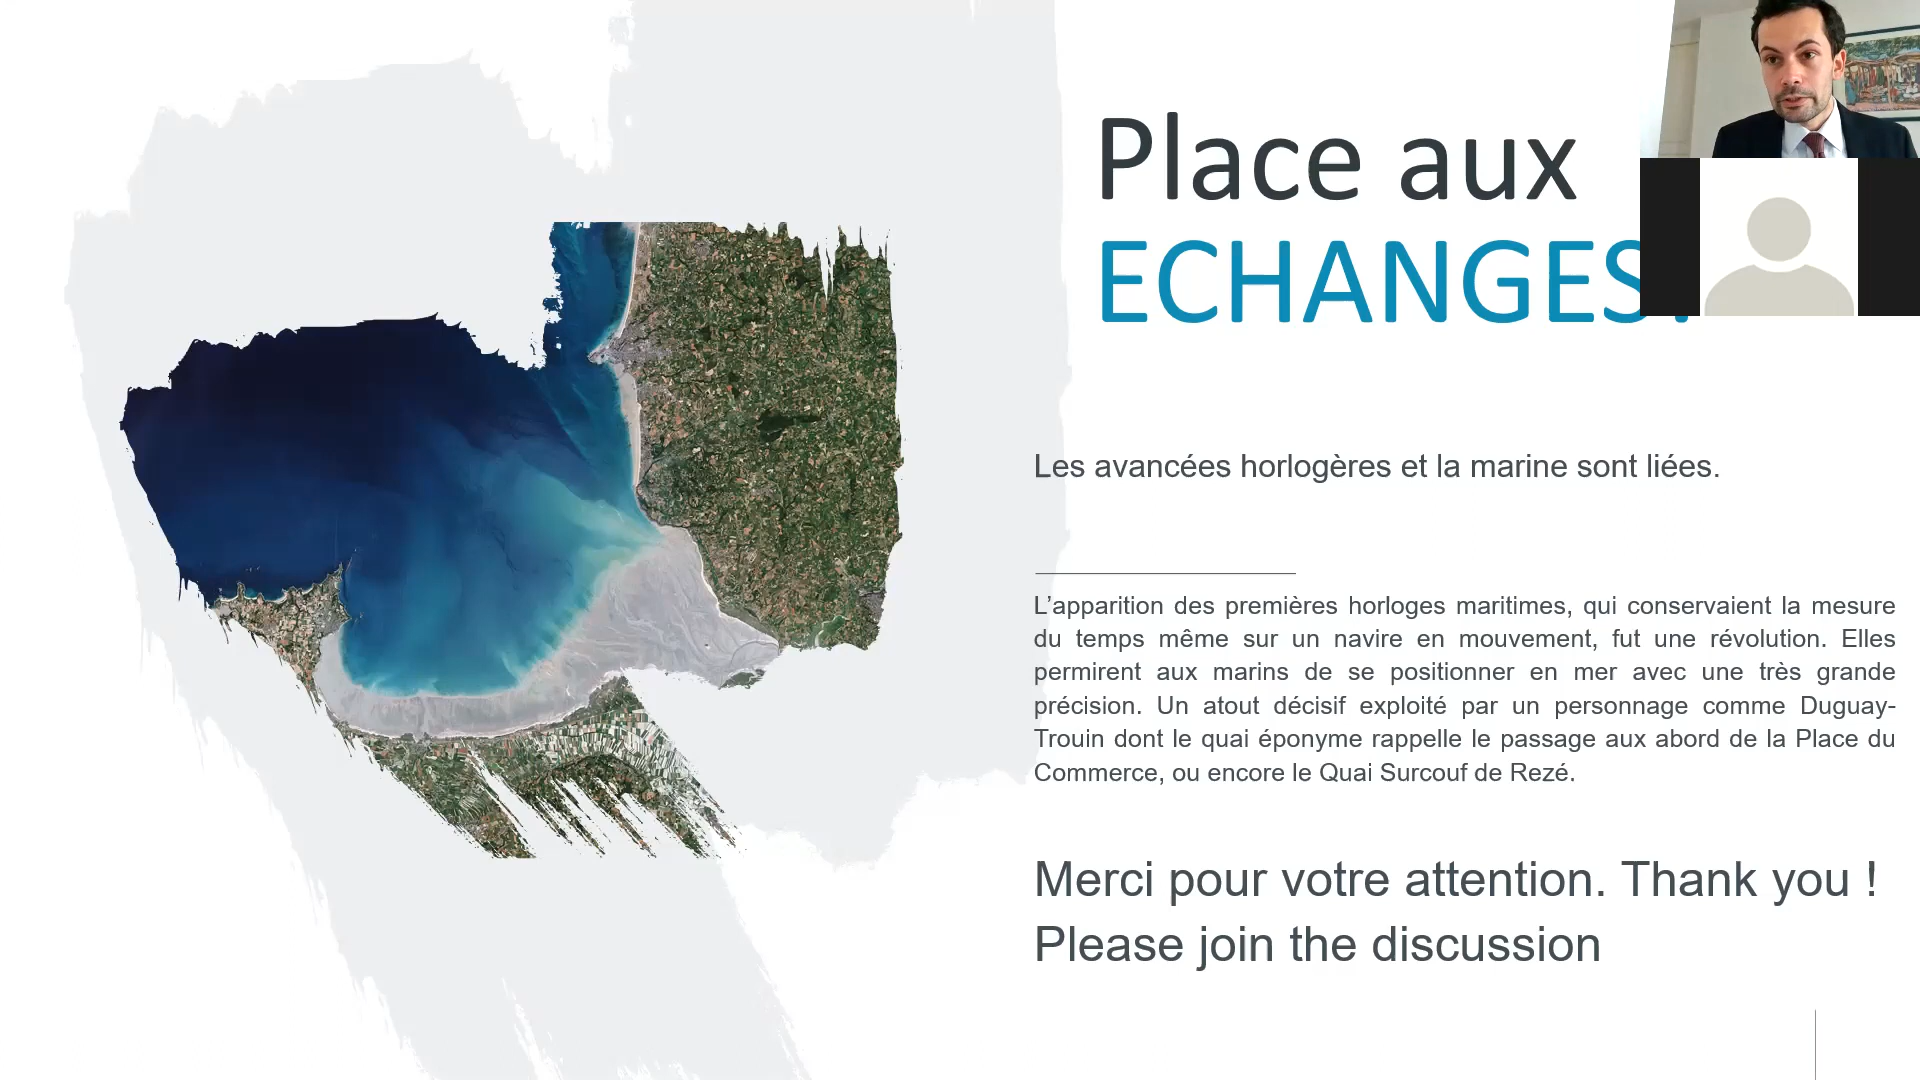 Place aux
ECHANGES
Les avancées horlogères et la marine sont liées.
L’apparition des premières horloges maritimes, qui conservaient la mesure
du temps même sur un navire en mouvement, fut une révolution. Elles
permirent aux marins de se positionner en mer avec une très grande
précision. Un atout décisif exploité par un personnage comme Duguay-
Trouin dont le quai éponyme rappelle le passage aux abord de la Place du
Commerce, ou encore le Quai Surcouf de Rezé.
Merci pour votre attention. Thank you !
Please join the discussion